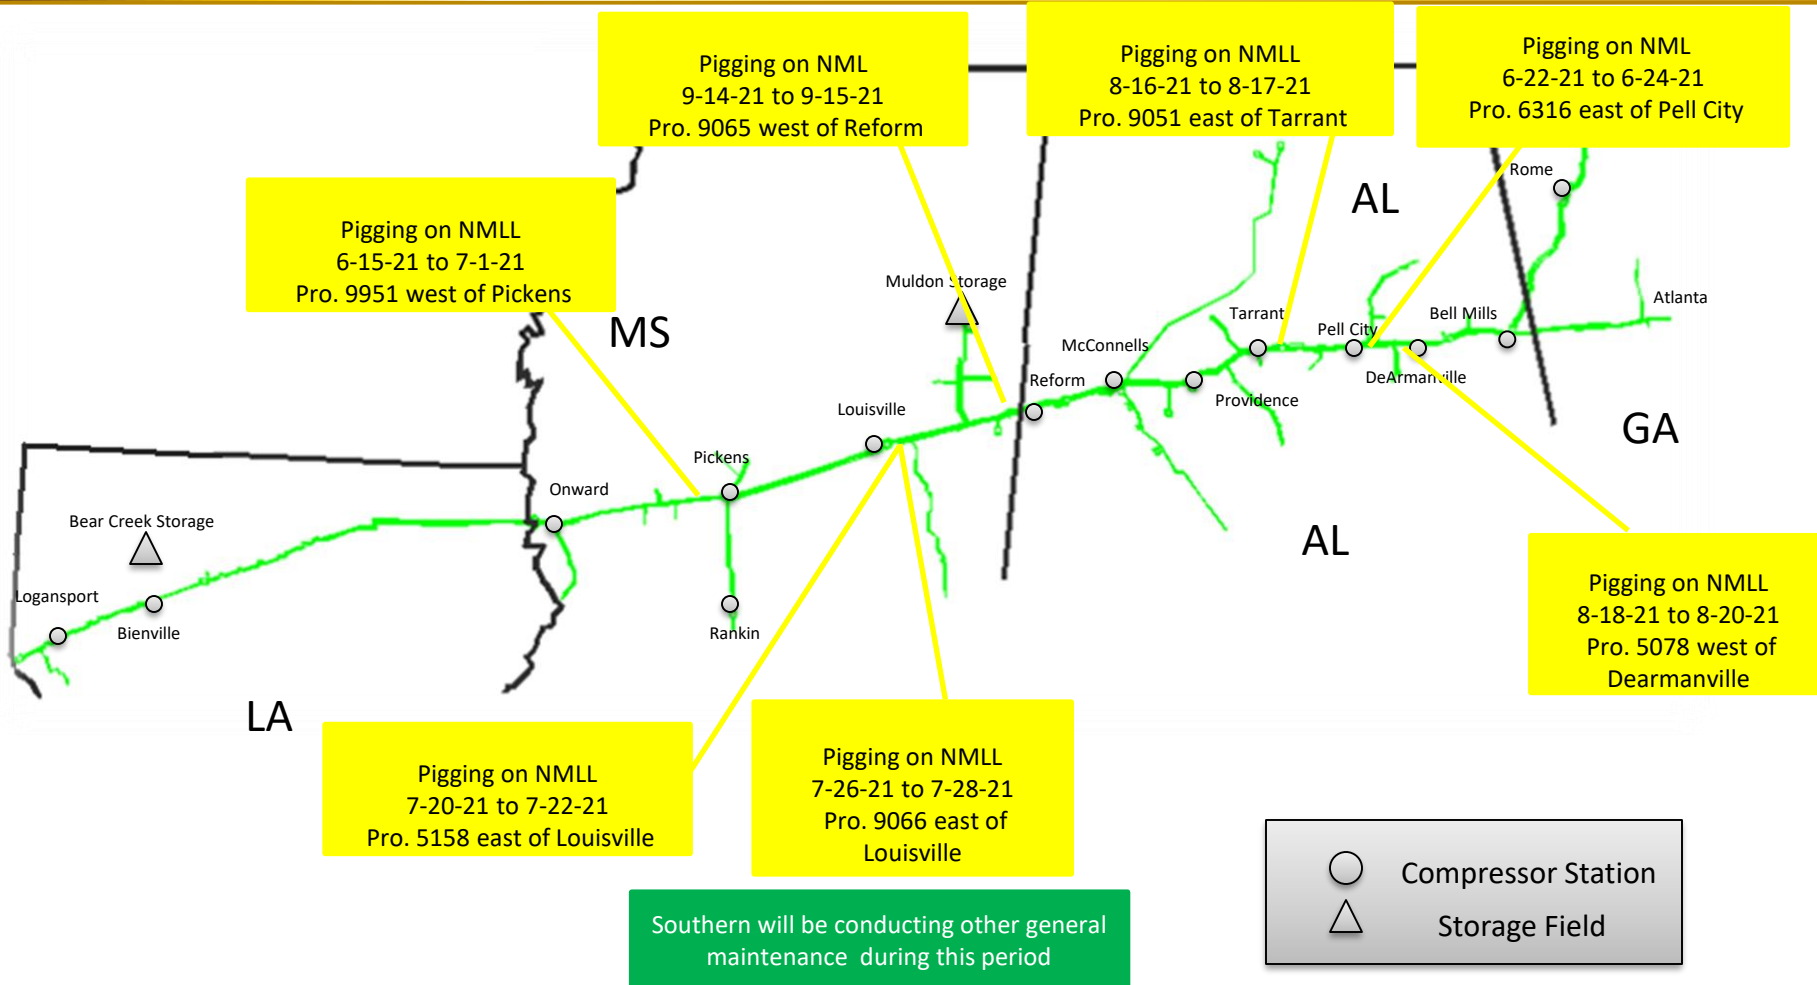 Pigging on NML
9-14-21 to 9-15-21
Pro. 9065 west of Reform
Pigging on NMLL
8-16-21 to 8-17-21
Pro. 9051 east of Tarrant
Pigging on NML
6-22-21 to 6-24-21
Pro. 6316 east of Pell City
Pigging on NMLL
6-15-21 to 7-1-21
Pro. 9951 west of Pickens
Rome
AL
MS
Muldon Storage
Tarrant
Pell City
Bell Mills
Atlanta
McConnells
Reform
DeArmanville
Providence
Louisville
GA
Pickens
Onward
Bear Creek Storage
AL
Logansport
Bienville
Rankin
LA
Pigging on NMLL
8-18-21 to 8-20-21
Pro. 5078 west of
Dearmanville
Pigging on NMLL
7-20-21 to 7-22-21
Pro. 5158 east of Louisville
Pigging on NMLL
7-26-21 to 7-28-21
Pro. 9066 east of
Louisville
Southern will be conducting other general
maintenance  during this period
Compressor Station
Storage Field